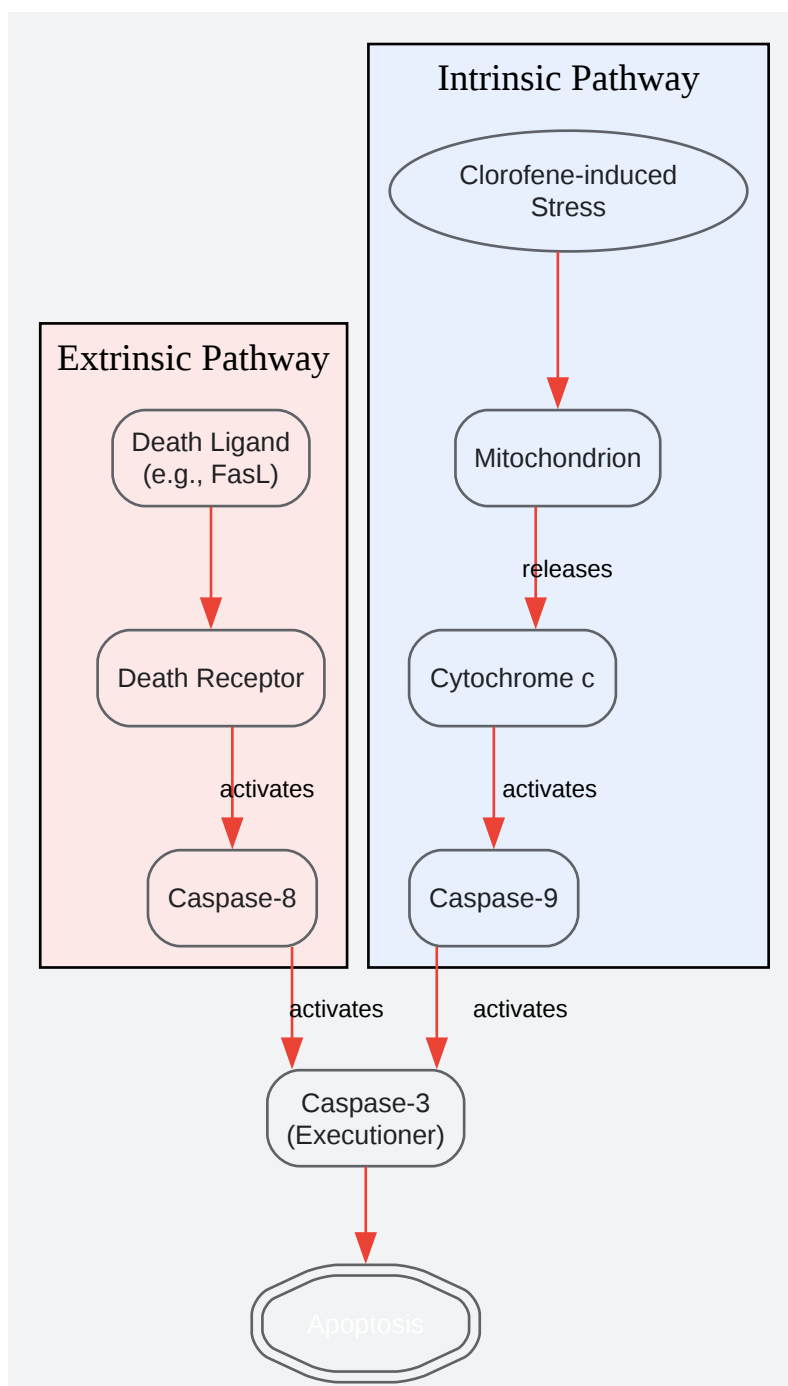 Intrinsic Pathway
Clorofene-induced
Stress
Extrinsic Pathway
Death Ligand
(e.g., FasL)
Mitochondrion
releases
Death Receptor
Cytochrome c
activates
activates
Caspase-8
Caspase-9
activates
activates
Caspase-3
(Executioner)
Apoptosis